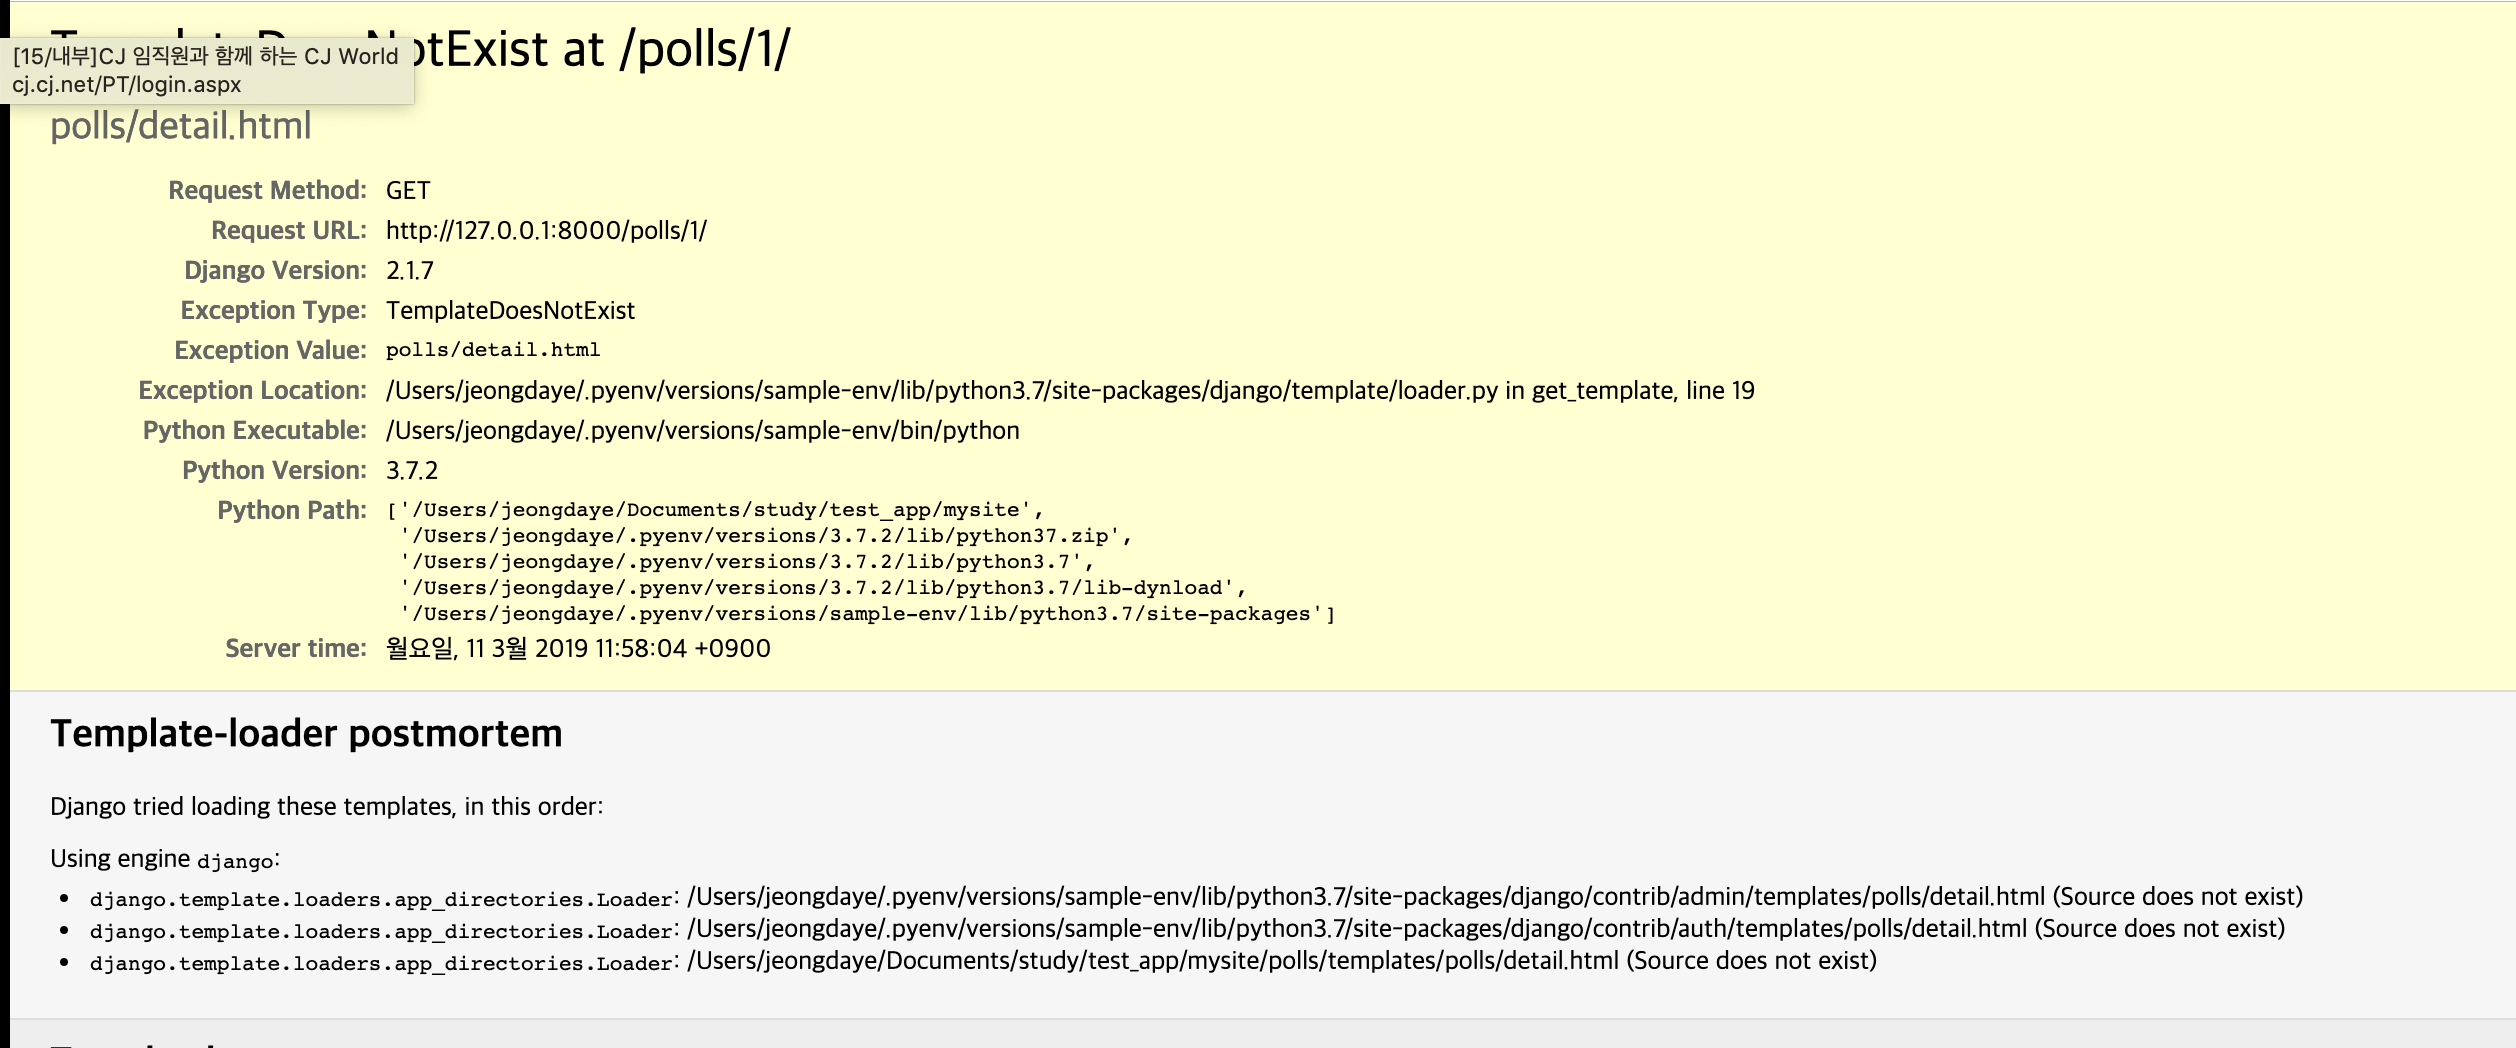 NotExist at /polls/1/
[15/내부]CJ 임직원과 함께 하는 CJ World
cj.cj.net/PT/login.aspx
polls/detail.html
Request Method: GET
Request URL: http://127.0.0.1:8000/polls/1/
Django Version: 2.1.7
Exception Type: TemplateDoesNotExist
Exception Value: polls/detail.html
Exception Location: /Users/jeongdaye/.pyenv/versions/sample-env/lib/python3.7/site-packages/django/template/loader.py in get_template, line 19
Python Executable: /Users/jeongdaye/.pyenv/versions/sample-env/bin/python
Python Version: 3.7.2
Python Path: ['/Users/jeongdaye/Documents/study/test_app/mysite',
'/Users/jeongdaye/.pyenv/versions/3.7.2/lib/python37.zip',
'/Users/jeongdaye/.pyenv/versions/3.7.2/lib/python3.7',
'/Users/jeongdaye/.pyenv/versions/3.7.2/lib/python3.7/lib-dynload',
'/Users/jeongdaye/.pyenv/versions/sample-env/lib/python3.7/site-packages']
Server time: 월요일, 11 3월 2019 11:58:04 +0900
Template-loader postmortem
Django tried loading these templates, in this order:
Using engine django:
• django.template.loaders.app_directories.Loader: /Users/jeongdaye/.pyenv/versions/sample-env/lib/python3.7/site-packages/django/contrib/admin/templates/polls/detail.html (Source does not exist)
• django.template.loaders.app_directories.Loader: /Users/jeongdaye/.pyenv/versions/sample-env/lib/python3.7/site-packages/django/contrib/auth/templates/polls/detail.html (Source does not exist)
• django.template.loaders.app_directories.Loader: /Users/jeongdaye/Documents/study/test_app/mysite/polls/templates/polls/detail.html (Source does not exist)